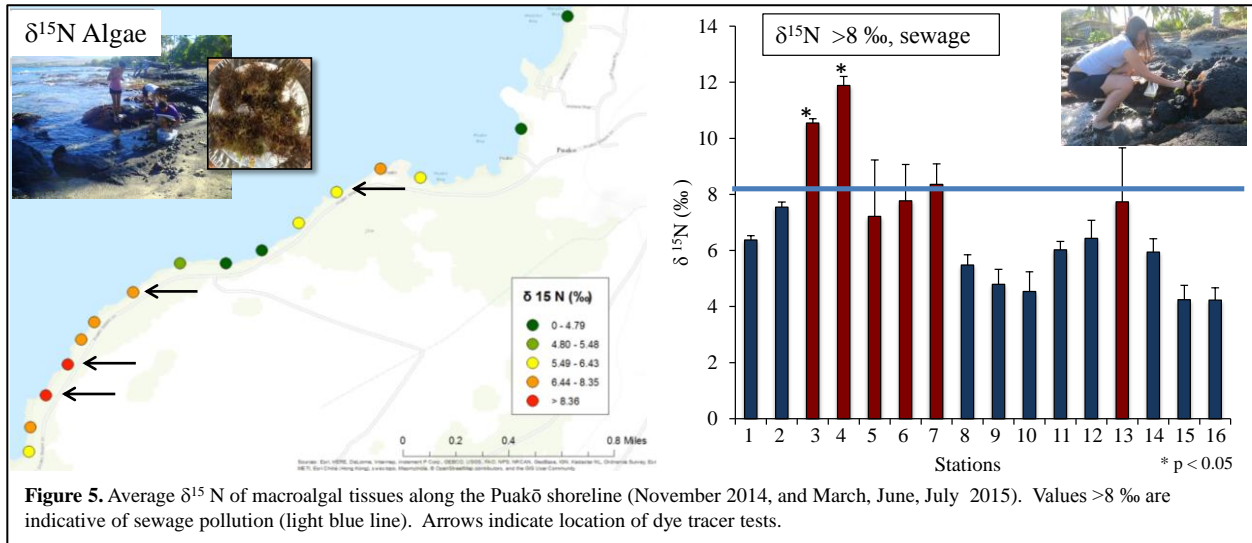 δ¹⁵N Algae
Puako
δ 15 N (‰)
0 - 4.79
4.80 - 5.48
5.49 - 6.43
6.44 - 8.35
> 8.36
0 0.2 0.4 0.8 Miles
δ¹⁵N >8 ‰, sewage
δ ¹⁵N (‰)
14
12
10
8
6
4
2
0
* *
1 2 3 4 5 6 7 8 9 10 11 12 13 14 15 16
Stations
* p < 0.05
Figure 5. Average δ¹⁵ N of macroalgal tissues along the Puakō shoreline (November 2014, and March, June, July 2015). Values >8 ‰ are
indicative of sewage pollution (light blue line). Arrows indicate location of dye tracer tests.